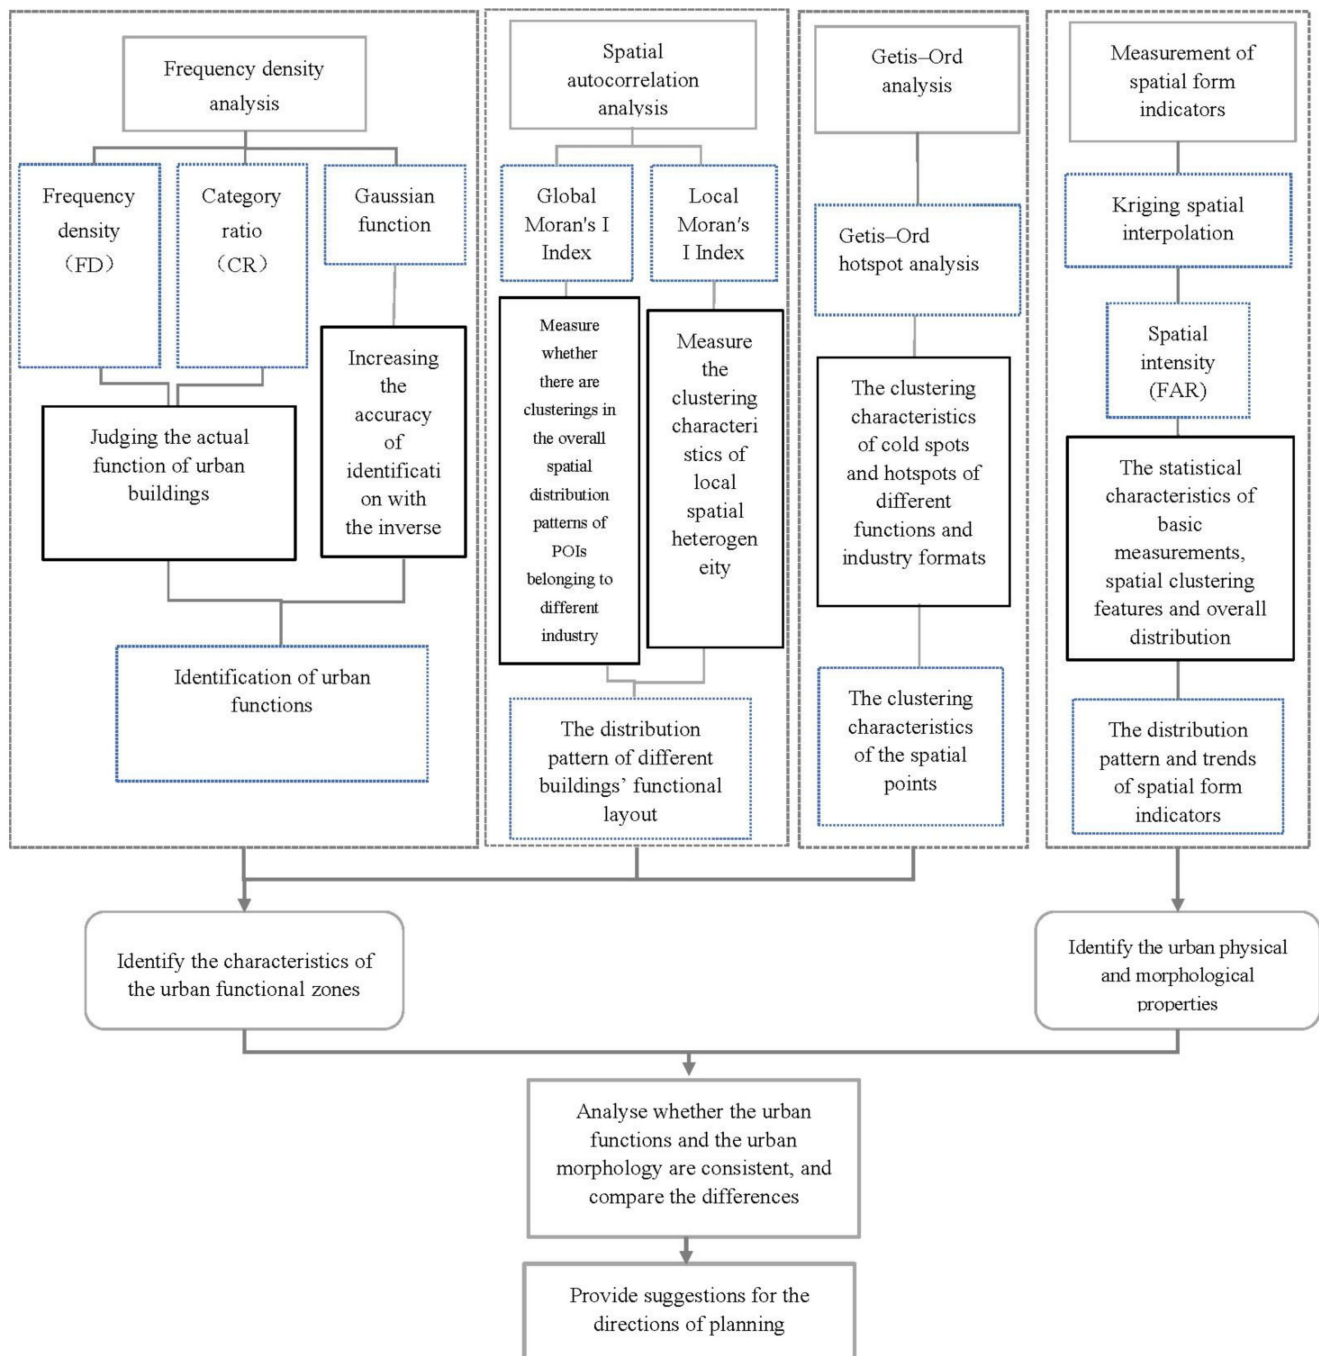 Frequency density
analysis
Frequency
density
（FD）
Category
ratio
（CR）
Gaussian
function
Increasing
the
accuracy
of
identificati
on with
the inverse
Judging the actual
function of urban
buildings
Identification of urban
functions
Spatial
autocorrelation
analysis
Global
Moran's I
Index
Local
Moran's
I Index
Measure
whether
there are
clusterings in
the overall
spatial
distribution
patterns of
POIs
belonging to
different
industry
Measure
the
clustering
characteri
stics of
local
spatial
heterogen
eity
The distribution
pattern of different
buildings’ functional
layout
Getis–Ord
analysis
Getis–Ord
hotspot analysis
The clustering
characteristics
of cold spots
and hotspots of
different
functions and
industry formats
The clustering
characteristics
of the spatial
points
Measurement of
spatial form
indicators
Kriging spatial
interpolation
Spatial
intensity
(FAR)
The statistical
characteristics of
basic
measurements,
spatial clustering
features and overall
distribution
The distribution
pattern and trends
of spatial form
indicators
Identify the characteristics of
the urban functional zones
Identify the urban physical
and morphological
properties
Analyse whether the urban
functions and the urban
morphology are consistent, and
compare the differences
Provide suggestions for the
directions of planning